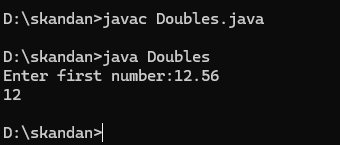 D:\skandan>javac Doubles.java
D:\skandan>java Doubles
Enter first number:12.56
12
D:\skandan>